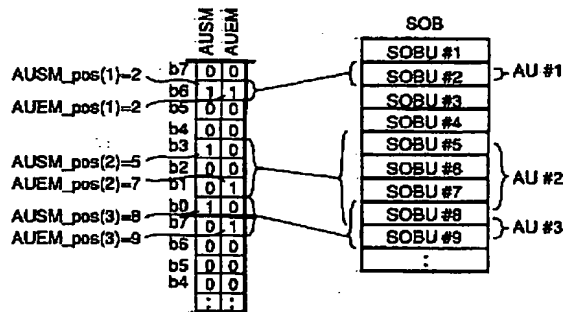 AUSM AUEM SOB
b7 0 0 SOBU #1
AUSM_pos(1)=2 b6 1 1 SOBU #2 AU #1
AUEM_pos(1)=2 b5 0 0 SOBU #3
b4 0 0 SOBU #4
AUSM_pos(2)=5 b3 1 0 SOBU #5
b2 0 0 SOBU #6
AUEM_pos(2)=7 b1 0 1 SOBU #7 AU #2
AUSM_pos(3)=8 b0 1 0 SOBU #8
AUEM_pos(3)=9 b7 0 1 SOBU #9 AU #3
b6 0 0 :
b5 0 0
b4 0 0
: :